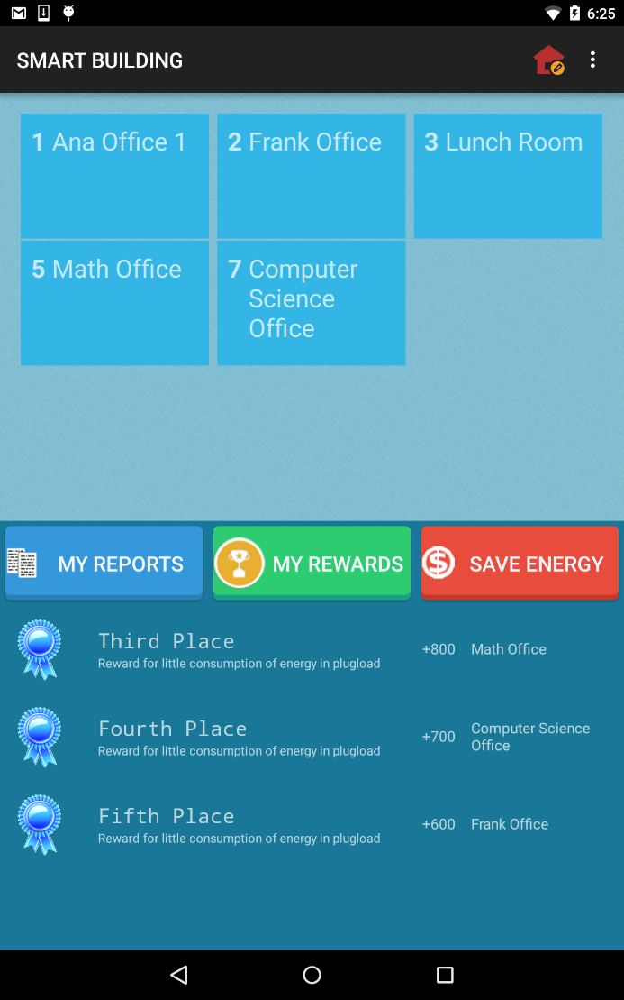 6:25
SMART BUILDING
1 Ana Office 1
2 Frank Office
3 Lunch Room
5 Math Office
7 Computer
Science
Office
MY REPORTS
MY REWARDS
SAVE ENERGY
Third Place
Reward for little consumption of energy in plugload
+800
Math Office
Fourth Place
Reward for little consumption of energy in plugload
+700
Computer Science
Office
Fifth Place
Reward for little consumption of energy in plugload
+600
Frank Office